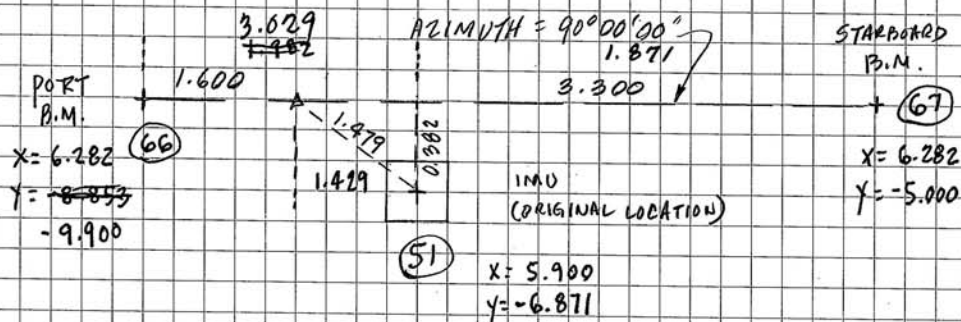 3.029
1.982
AZIMUTH = 90°00'00"
1.871
STARBOARD
B.M.
PORT
B.M.
1.600
3.300
66
67
1.479
0.382
X= 6.282
Y= -8.853
-9.900
1.429
IMU
(ORIGINAL LOCATION)
X= 6.282
Y= -5.000
51
X= 5.900
Y= -6.871